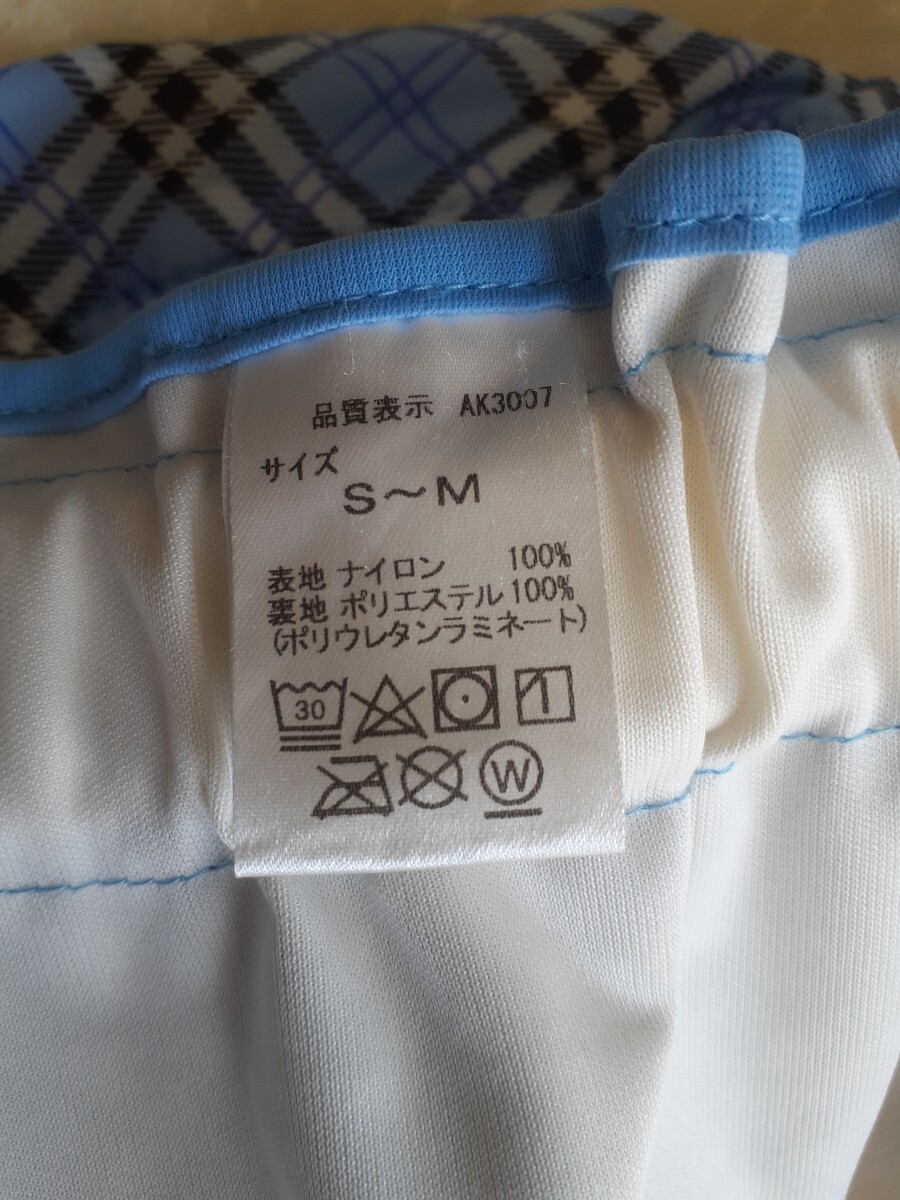 品質表示 AK3007
サイズ
S～M
表地 ナイロン 100%
裏地 ポリエステル 100%
(ポリウレタンラミネート)
30
W